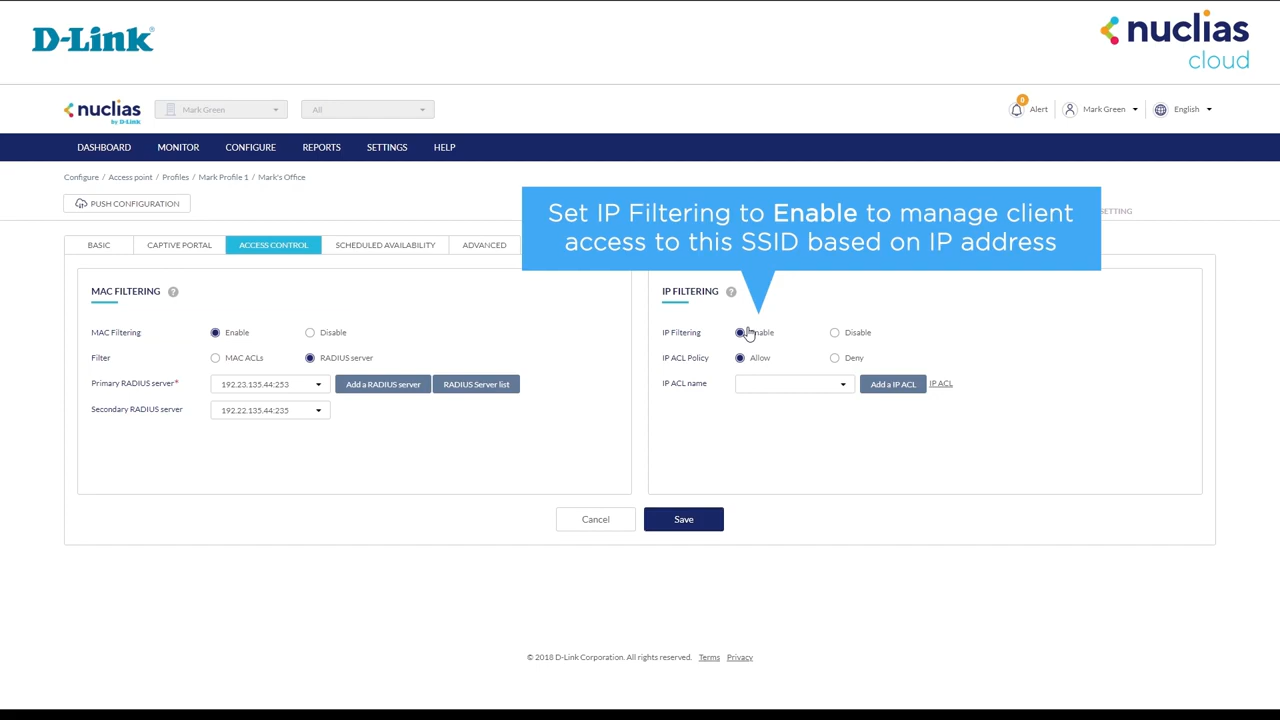 D-Link
nuclias
cloud
nuclias
by D-Link
Mark Green
All
0
Alert
Mark Green
English
DASHBOARD
MONITOR
CONFIGURE
REPORTS
SETTINGS
HELP
Configure / Access point / Profiles / Mark Profile 1 / Mark's Office
PUSH CONFIGURATION
SETTING
Set IP Filtering to Enable to manage client
access to this SSID based on IP address
BASIC
CAPTIVE PORTAL
ACCESS CONTROL
SCHEDULED AVAILABILITY
ADVANCED
MAC FILTERING ?
MAC Filtering
Enable
Disable
Filter
MAC ACLs
RADIUS server
Primary RADIUS server*
192.23.135.44:253
Add a RADIUS server
RADIUS Server list
Secondary RADIUS server
192.22.135.44:235
IP FILTERING ?
IP Filtering
Enable
Disable
IP ACL Policy
Allow
Deny
IP ACL name
Add a IP ACL
IP ACL
Cancel
Save
© 2018 D-Link Corporation. All rights reserved. Terms Privacy